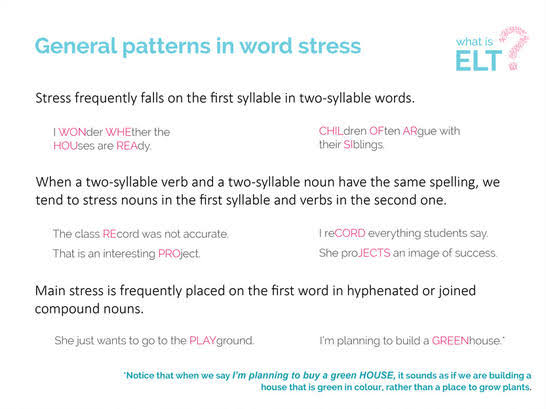 General patterns in word stress
what is
ELT?
Stress frequently falls on the first syllable in two-syllable words.
I WONder WHEther the
HOUses are REAdy.
CHILdren OFten ARgue with
their SIblings.
When a two-syllable verb and a two-syllable noun have the same spelling, we
tend to stress nouns in the first syllable and verbs in the second one.
The class REcord was not accurate.
I reCORD everything students say.
That is an interesting PROject.
She proJECTS an image of success.
Main stress is frequently placed on the first word in hyphenated or joined
compound nouns.
She just wants to go to the PLAYground.
I'm planning to build a GREENhouse.*
*Notice that when we say I'm planning to buy a green HOUSE, it sounds as if we are building a
house that is green in colour, rather than a place to grow plants.